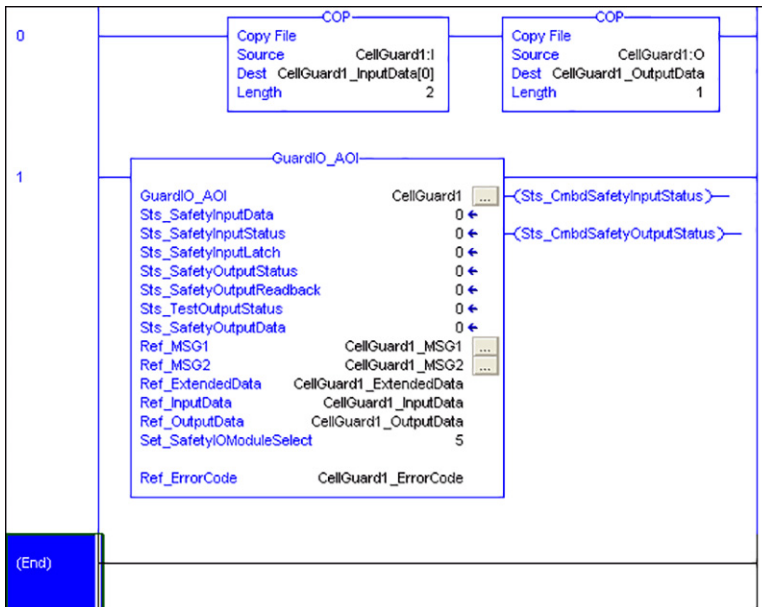 0
COP
Copy File
Source CellGuard1:I
Dest CellGuard1_InputData[0]
Length 2
COP
Copy File
Source CellGuard1:O
Dest CellGuard1_OutputData
Length 1
1
GuardIO_AOI
GuardIO_AOI CellGuard1 ...
Sts_SafetyInputData 0
Sts_SafetyInputStatus 0
Sts_SafetyInputLatch 0
Sts_SafetyOutputStatus 0
Sts_SafetyOutputReadback 0
Sts_TestOutputStatus 0
Sts_SafetyOutputData 0
Ref_MSG1 CellGuard1_MSG1 ...
Ref_MSG2 CellGuard1_MSG2 ...
Ref_ExtendedData CellGuard1_ExtendedData
Ref_InputData CellGuard1_InputData
Ref_OutputData CellGuard1_OutputData
Set_SafetyIOModuleSelect 5
Ref_ErrorCode CellGuard1_ErrorCode
Sts_CmbdSafetyInputStatus
Sts_CmbdSafetyOutputStatus
(End)